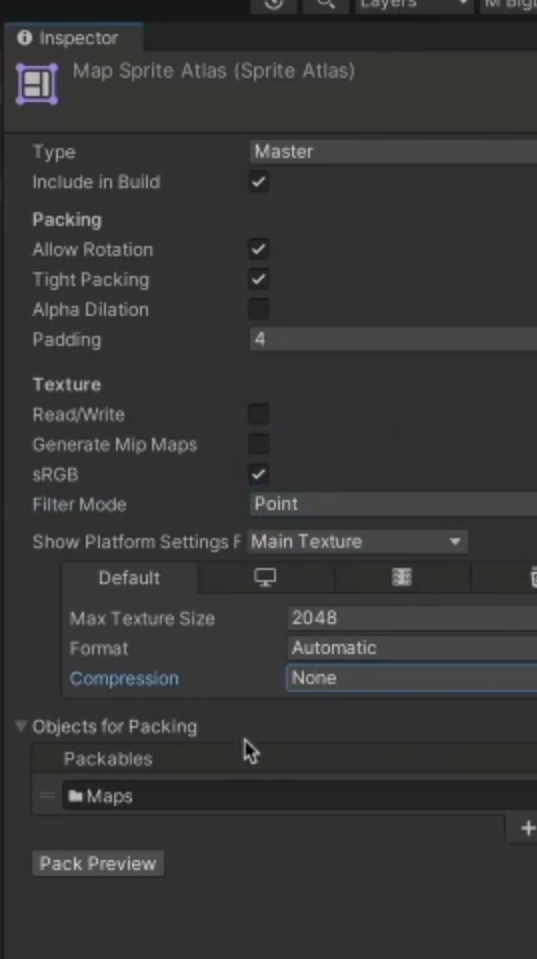 Layers
Inspector
Map Sprite Atlas (Sprite Atlas)
Type Master
Include in Build
Packing
Allow Rotation
Tight Packing
Alpha Dilation
Padding 4
Texture
Read/Write
Generate Mip Maps
sRGB
Filter Mode Point
Show Platform Settings F Main Texture
Default
Max Texture Size 2048
Format Automatic
Compression None
Objects for Packing
Packables
Maps
Pack Preview